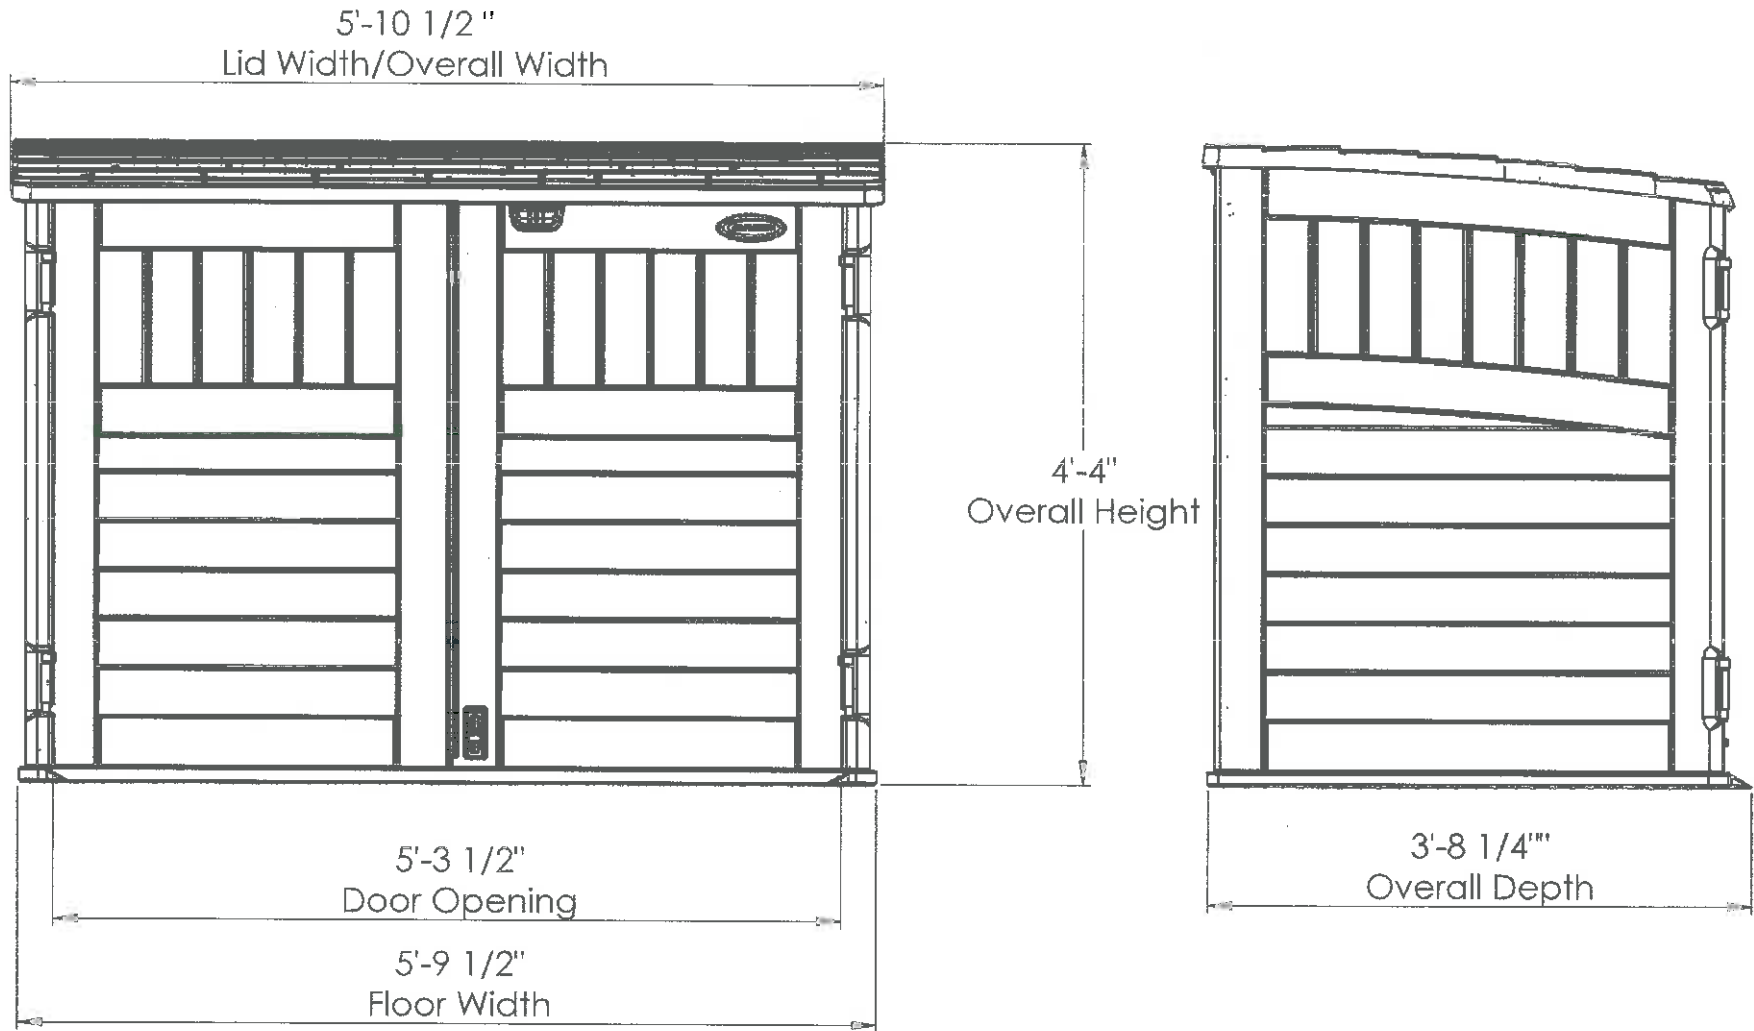 5'-10 1/2 "
Lid Width/Overall Width
4'-4"
Overall Height
5'-3 1/2"
Door Opening
5'-9 1/2"
Floor Width
3'-8 1/4""
Overall Depth